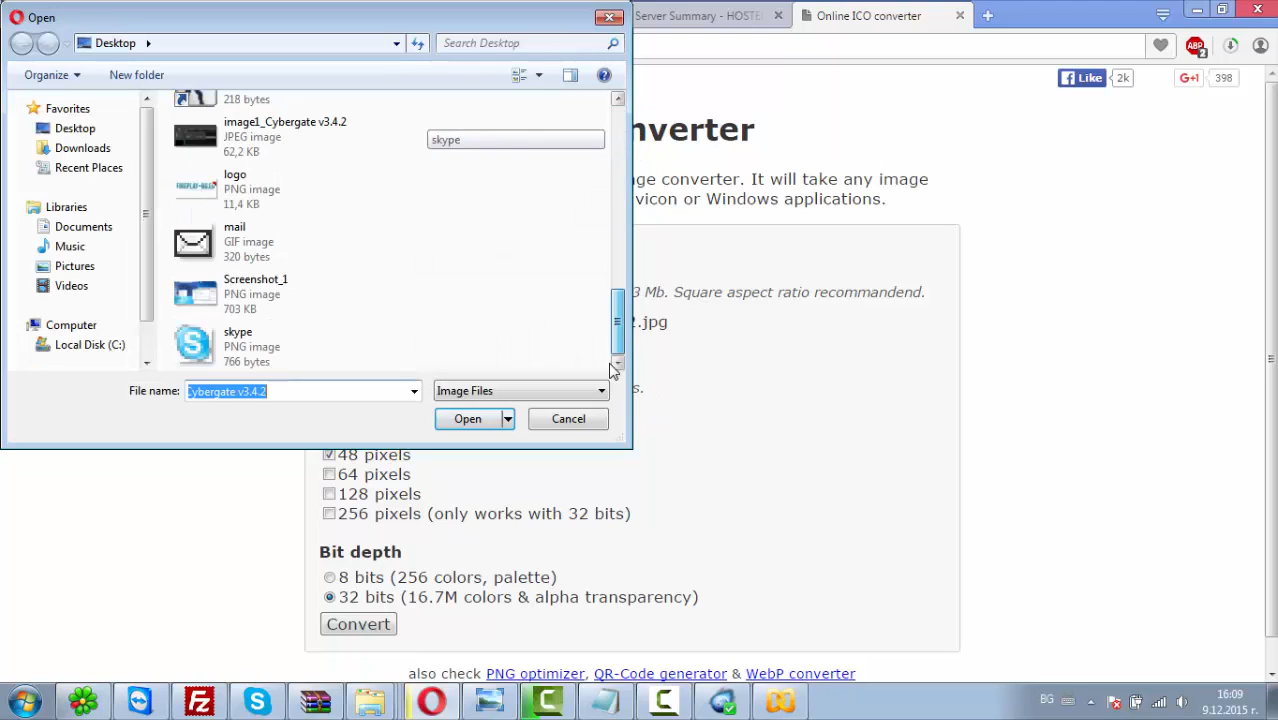 Open
Server Summary - HOSTE
Online ICO converter
Desktop
Search Desktop
ABP
2
Organize
New folder
Like
2k
G+1
398
218 bytes
Favorites
Desktop
Downloads
Recent Places
Libraries
Documents
Music
Pictures
Videos
Computer
Local Disk (C:)
image1_Cybergate v3.4.2
JPEG image
62,2 KB
skype
logo
PNG image
11,4 KB
mail
GIF image
320 bytes
Screenshot_1
PNG image
703 KB
skype
PNG image
766 bytes
File name:
Cybergate v3.4.2
Image Files
Open
Cancel
nverter
ge converter. It will take any image
avicon or Windows applications.
3 Mb. Square aspect ratio recommandend.
2.jpg
s.
48 pixels
64 pixels
128 pixels
256 pixels (only works with 32 bits)
Bit depth
8 bits (256 colors, palette)
32 bits (16.7M colors & alpha transparency)
Convert
also check PNG optimizer, QR-Code generator & WebP converter
BG
16:09
9.12.2015 г.